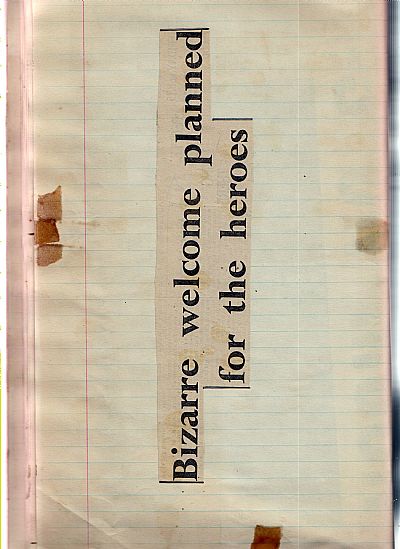 Bizarre welcome planned
for the heroes